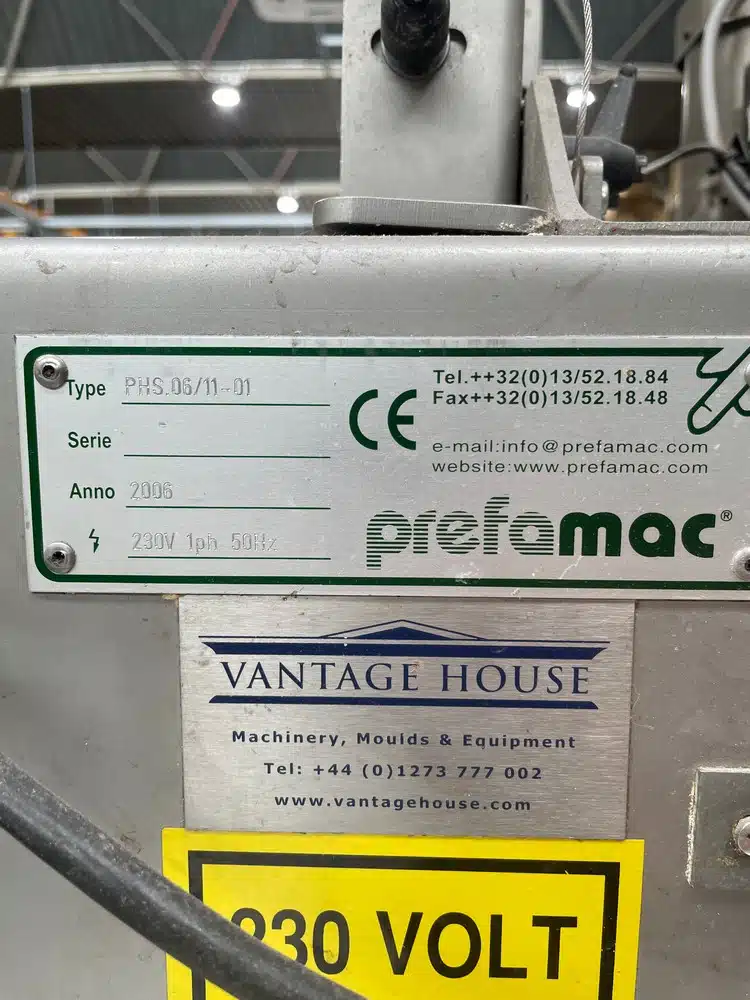 Type PHS.06/11-01
Serie
Anno 2006
230V 1ph 50Hz
CE
Tel.++32(0)13/52.18.84
Fax++32(0)13/52.18.48
e-mail:info@prefamac.com
website:www.prefamac.com
prefamac®
VANTAGE HOUSE
Machinery, Moulds & Equipment
Tel: +44 (0)1273 777 002
www.vantagehouse.com
230 VOLT